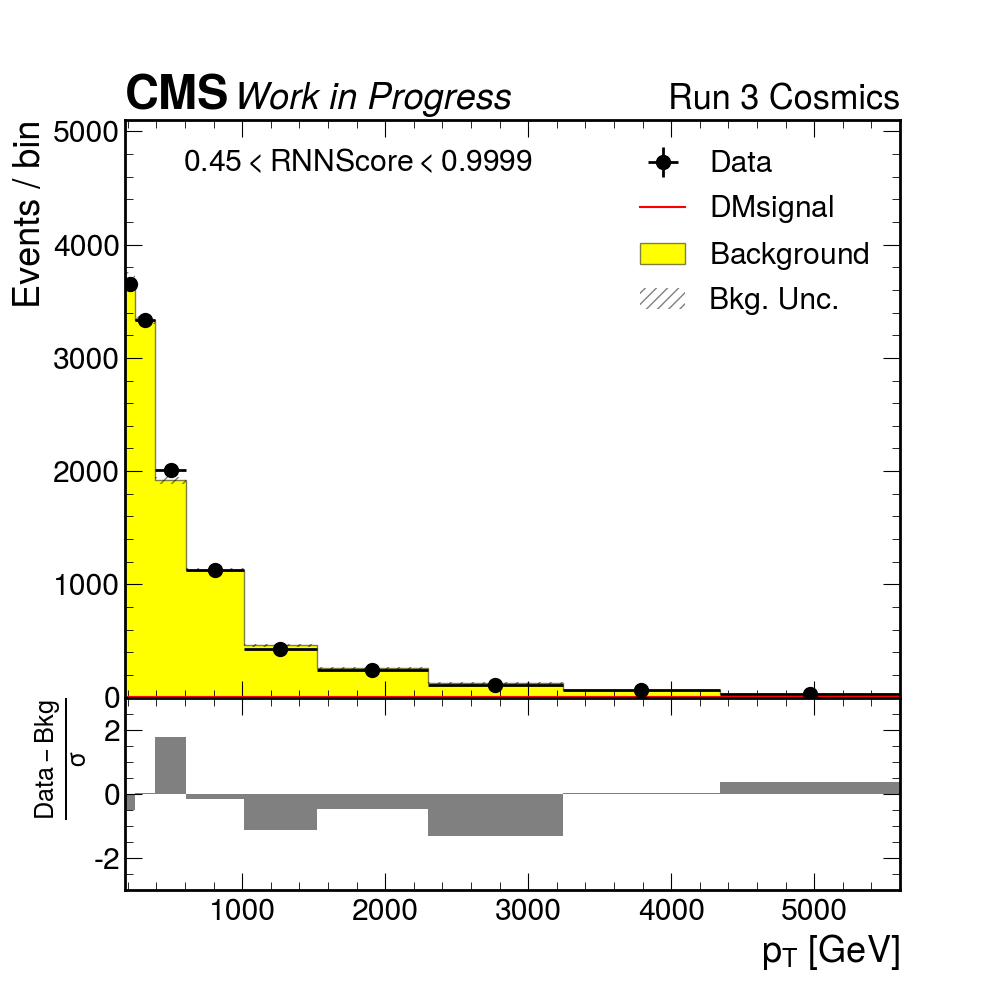 CMS Work in Progress Run 3 Cosmics
Events / bin
0.45 < RNNScore < 0.9999
Data
DMsignal
Background
Bkg. Unc.
5000
4000
3000
2000
1000
0
Data − Bkg
σ
2
0
-2
1000 2000 3000 4000 5000
pT [GeV]